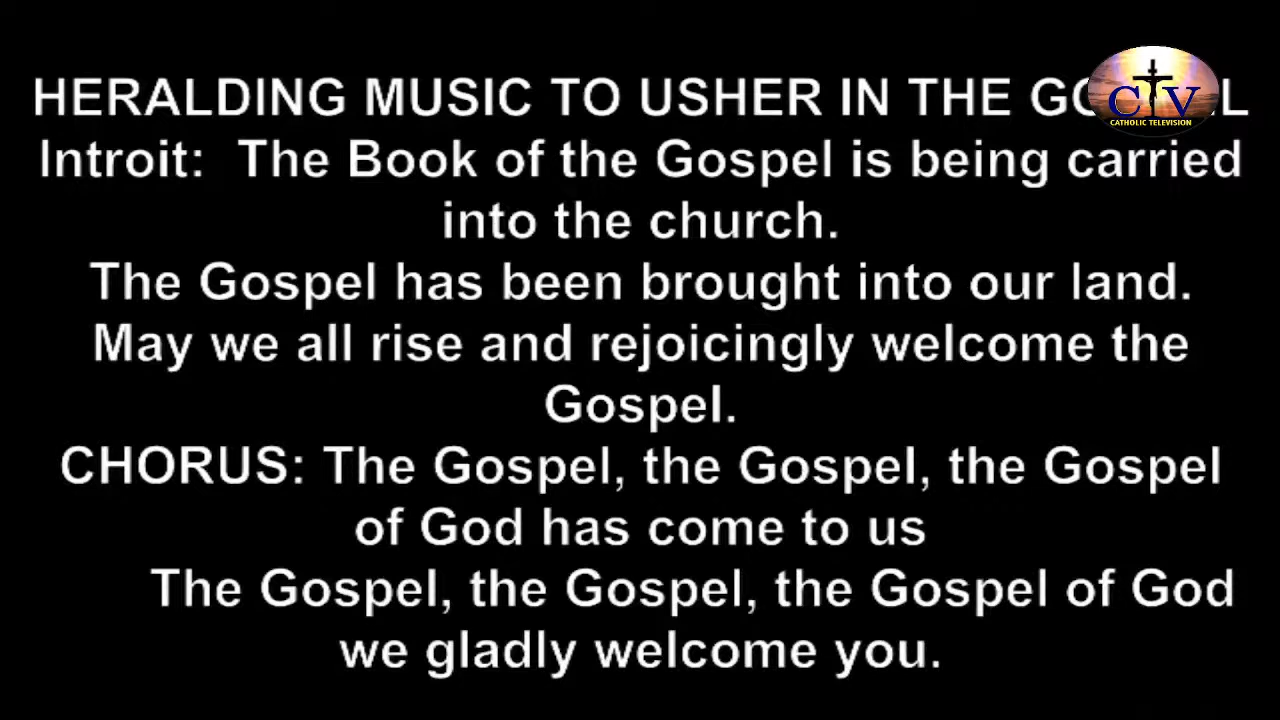 HERALDING MUSIC TO USHER IN THE
CTV
CATHOLIC TELEVISION
Introit: The Book of the Gospel is being carried
into the church.
The Gospel has been brought into our land.
May we all rise and rejoicingly welcome the
Gospel.
CHORUS: The Gospel, the Gospel, the Gospel
of God has come to us
The Gospel, the Gospel, the Gospel of God
we gladly welcome you.